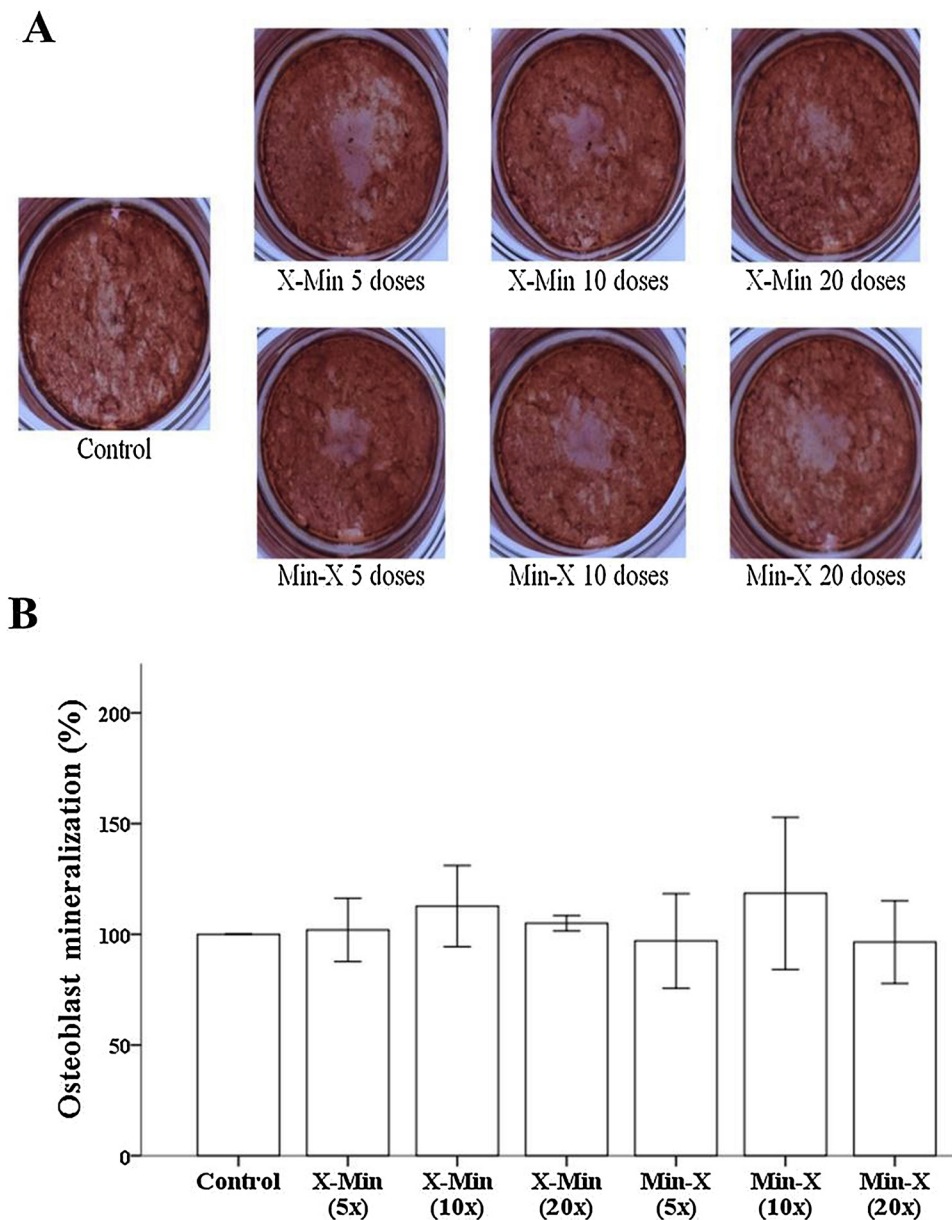 A
X-Min 5 doses
X-Min 10 doses
X-Min 20 doses
Control
Min-X 5 doses
Min-X 10 doses
Min-X 20 doses
B
Osteoblast mineralization (%)
200
150
100
50
0
Control
X-Min
(5x)
X-Min
(10x)
X-Min
(20x)
Min-X
(5x)
Min-X
(10x)
Min-X
(20x)